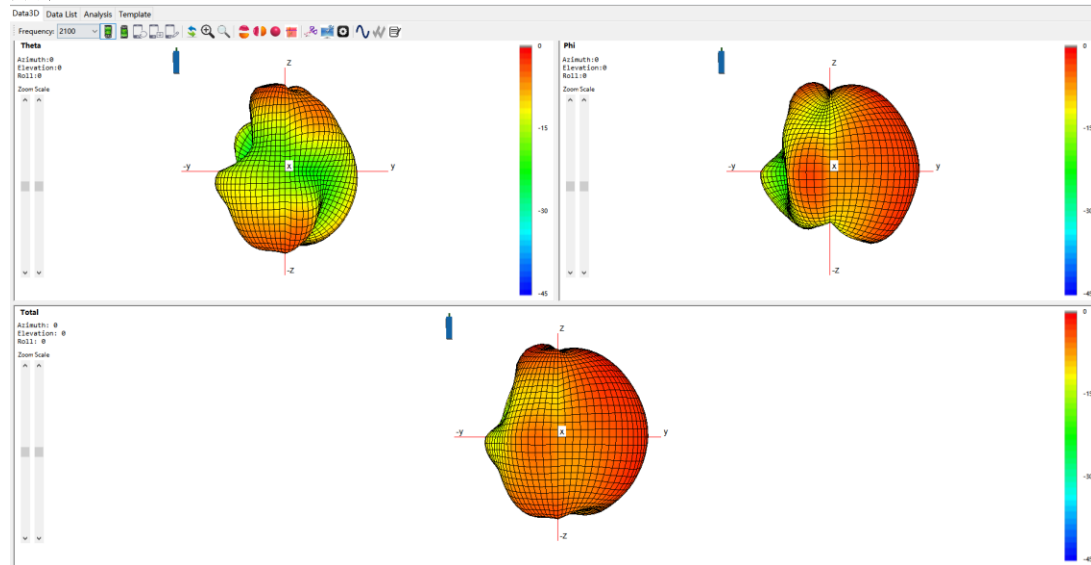 Data3D Data List Analysis Template
Frequency: 2100
Theta
Azimuth:0
Elevation:0
Roll:0
Zoom Scale
Z
-y
x
y
-Z
0
-15
-30
-45
Phi
Azimuth:0
Elevation:0
Roll:0
Zoom Scale
Z
-y
x
y
-Z
0
-15
-30
-45
Total
Azimuth: 0
Elevation: 0
Roll: 0
Zoom Scale
Z
-y
x
y
-Z
0
-15
-30
-45